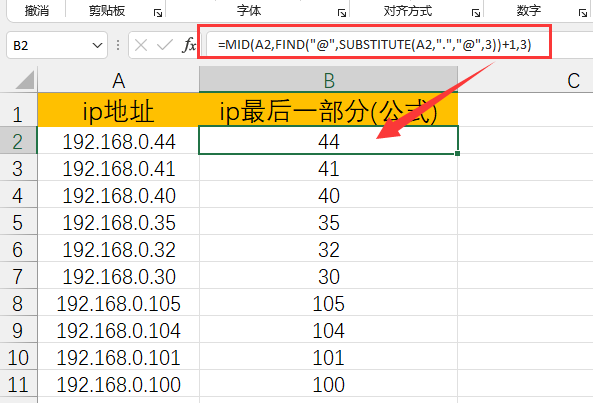 撤消 剪贴板 字体 对齐方式 数字
B2 fx =MID(A2,FIND("@",SUBSTITUTE(A2,".","@",3))+1,3)
A B C
1 ip地址 ip最后一部分(公式)
2 192.168.0.44 44
3 192.168.0.41 41
4 192.168.0.40 40
5 192.168.0.35 35
6 192.168.0.32 32
7 192.168.0.30 30
8 192.168.0.105 105
9 192.168.0.104 104
10 192.168.0.101 101
11 192.168.0.100 100